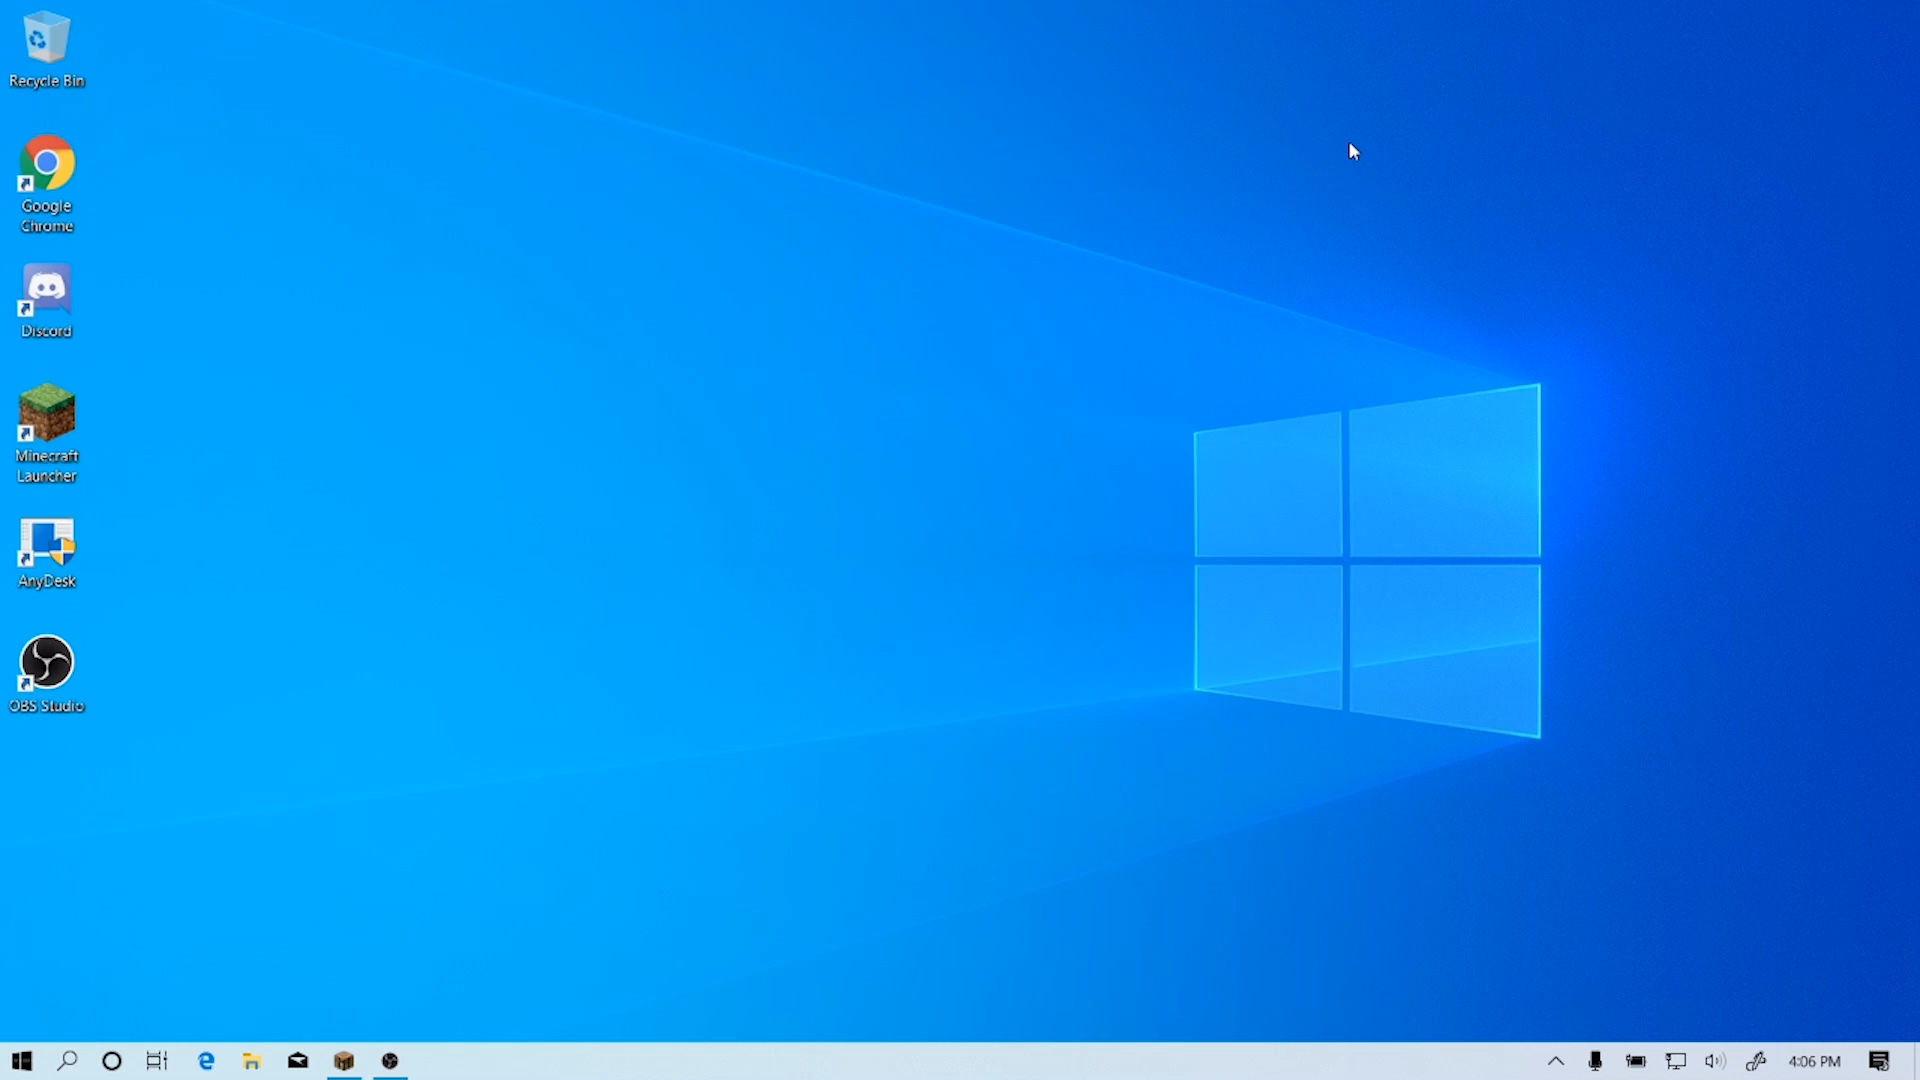 Recycle Bin
Google
Chrome
Discord
Minecraft
Launcher
AnyDesk
OBS Studio
4:06 PM